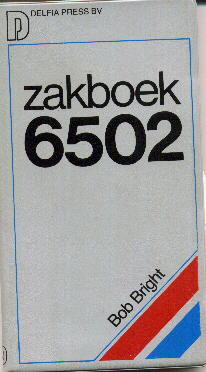 DELFIA PRESS BV
zakboek
6502
Bob Bright